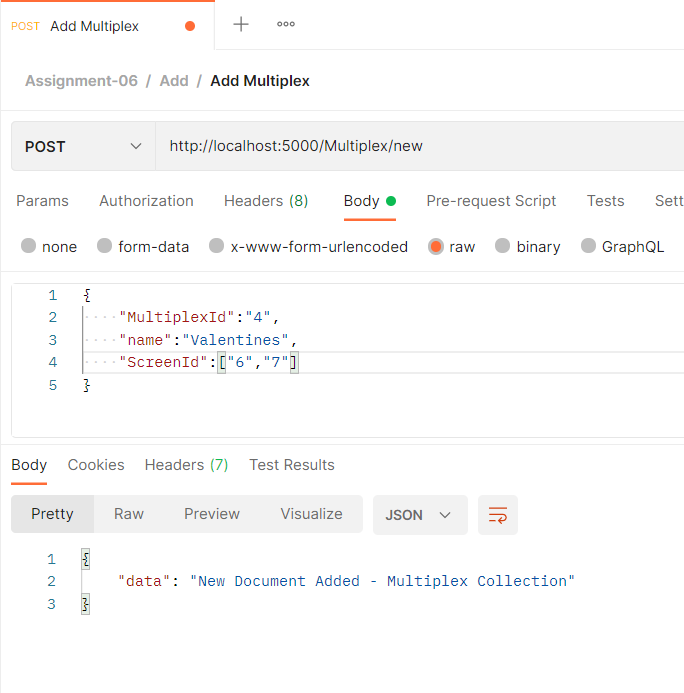 POST Add Multiplex
Assignment-06 / Add / Add Multiplex
POST http://localhost:5000/Multiplex/new
Params Authorization Headers (8) Body Pre-request Script Tests Sett
none form-data x-www-form-urlencoded raw binary GraphQL
1 {
2 ····"MultiplexId":"4",
3 ····"name":"Valentines",
4 ····"ScreenId":["6","7"]
5 }
Body Cookies Headers (7) Test Results
Pretty Raw Preview Visualize JSON
1 {
2 "data": "New Document Added - Multiplex Collection"
3 }